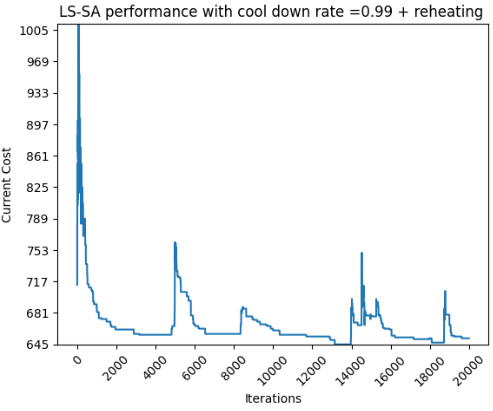 LS-SA performance with cool down rate =0.99 + reheating
1005
969
933
897
861
825
789
753
717
681
645
Current Cost
0 2000 4000 6000 8000 10000 12000 14000 16000 18000 20000
Iterations